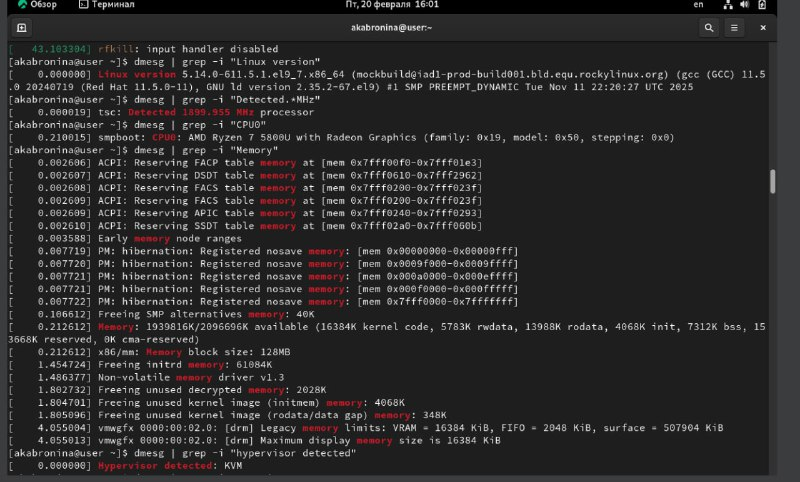 Обзор
Терминал
Пт, 20 февраля 16:01
en
akabronina@user:~
[   43.103304] rfkill: input handler disabled
[akabronina@user ~]$ dmesg | grep -i "Linux version"
[    0.000000] Linux version 5.14.0-611.5.1.el9_7.x86_64 (mockbuild@iad1-prod-build001.bld.equ.rockylinux.org) (gcc (GCC) 11.5
.0 20240719 (Red Hat 11.5.0-11), GNU ld version 2.35.2-67.el9) #1 SMP PREEMPT_DYNAMIC Tue Nov 11 22:20:27 UTC 2025
[akabronina@user ~]$ dmesg | grep -i "Detected.*MHz"
[    0.000019] tsc: Detected 1899.955 MHz processor
[akabronina@user ~]$ dmesg | grep -i "CPU0"
[    0.210015] smpboot: CPU0: AMD Ryzen 7 5800U with Radeon Graphics (family: 0x19, model: 0x50, stepping: 0x0)
[akabronina@user ~]$ dmesg | grep -i "Memory"
[    0.002606] ACPI: Reserving FACP table memory at [mem 0x7fff00f0-0x7fff01e3]
[    0.002607] ACPI: Reserving DSDT table memory at [mem 0x7fff0610-0x7fff2962]
[    0.002608] ACPI: Reserving FACS table memory at [mem 0x7fff0200-0x7fff023f]
[    0.002609] ACPI: Reserving FACS table memory at [mem 0x7fff0200-0x7fff023f]
[    0.002609] ACPI: Reserving APIC table memory at [mem 0x7fff0240-0x7fff0293]
[    0.002610] ACPI: Reserving SSDT table memory at [mem 0x7fff02a0-0x7fff060b]
[    0.003588] Early memory node ranges
[    0.007719] PM: hibernation: Registered nosave memory: [mem 0x00000000-0x00000fff]
[    0.007720] PM: hibernation: Registered nosave memory: [mem 0x0009f000-0x0009ffff]
[    0.007721] PM: hibernation: Registered nosave memory: [mem 0x000a0000-0x000effff]
[    0.007721] PM: hibernation: Registered nosave memory: [mem 0x000f0000-0x000fffff]
[    0.007722] PM: hibernation: Registered nosave memory: [mem 0x7fff0000-0x7fffffff]
[    0.106612] Freeing SMP alternatives memory: 40K
[    0.212612] Memory: 1939816K/2096696K available (16384K kernel code, 5783K rwdata, 13988K rodata, 4068K init, 7312K bss, 15
3668K reserved, 0K cma-reserved)
[    0.212612] x86/mm: Memory block size: 128MB
[    1.454724] Freeing initrd memory: 61084K
[    1.486377] Non-volatile memory driver v1.3
[    1.802732] Freeing unused decrypted memory: 2028K
[    1.804701] Freeing unused kernel image (initmem) memory: 4068K
[    1.805096] Freeing unused kernel image (rodata/data gap) memory: 348K
[    4.055004] vmwgfx 0000:00:02.0: [drm] Legacy memory limits: VRAM = 16384 KiB, FIFO = 2048 KiB, surface = 507904 KiB
[    4.055013] vmwgfx 0000:00:02.0: [drm] Maximum display memory size is 16384 KiB
[akabronina@user ~]$ dmesg | grep -i "hypervisor detected"
[    0.000000] Hypervisor detected: KVM